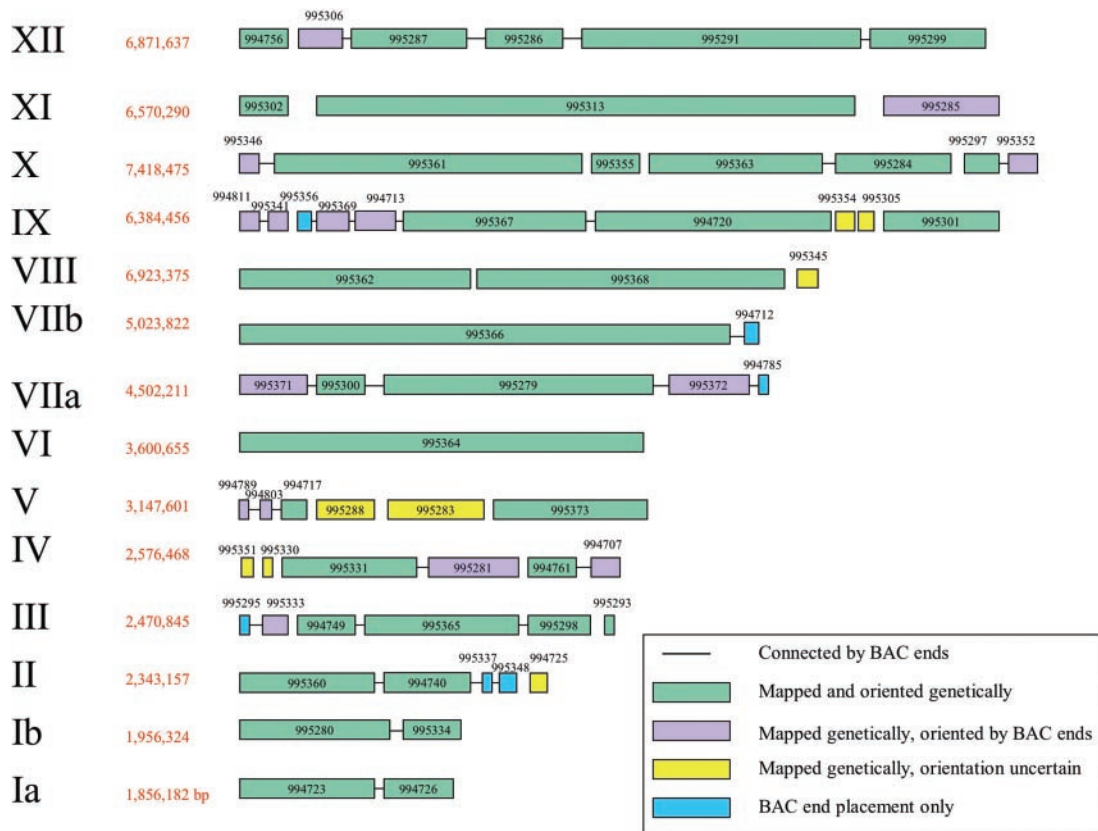 995306
XII 6,871,637 994756 995287 995286 995291 995299
XI 6,570,290 995302 995313 995285
995346 995297 995352
X 7,418,475 995361 995355 995363 995284
994811 995341 995356 995369 994713 995354 995305
IX 6,384,456 995367 994720 995301
995345
VIII 6,923,375 995362 995368
994712
VIIb 5,023,822 995366
994785
VIIa 4,502,211 995371 995300 995279 995372
VI 3,600,655 995364
994789 994803 994717
V 3,147,601 995288 995283 995373
995351 995330 994707
IV 2,576,468 995331 995281 994761
995295 995333 995293
III 2,470,845 994749 995365 995298
995337 995348 994725
II 2,343,157 995360 994740
Ib 1,956,324 995280 995334
Ia 1,856,182 bp 994723 994726
Connected by BAC ends
Mapped and oriented genetically
Mapped genetically, oriented by BAC ends
Mapped genetically, orientation uncertain
BAC end placement only